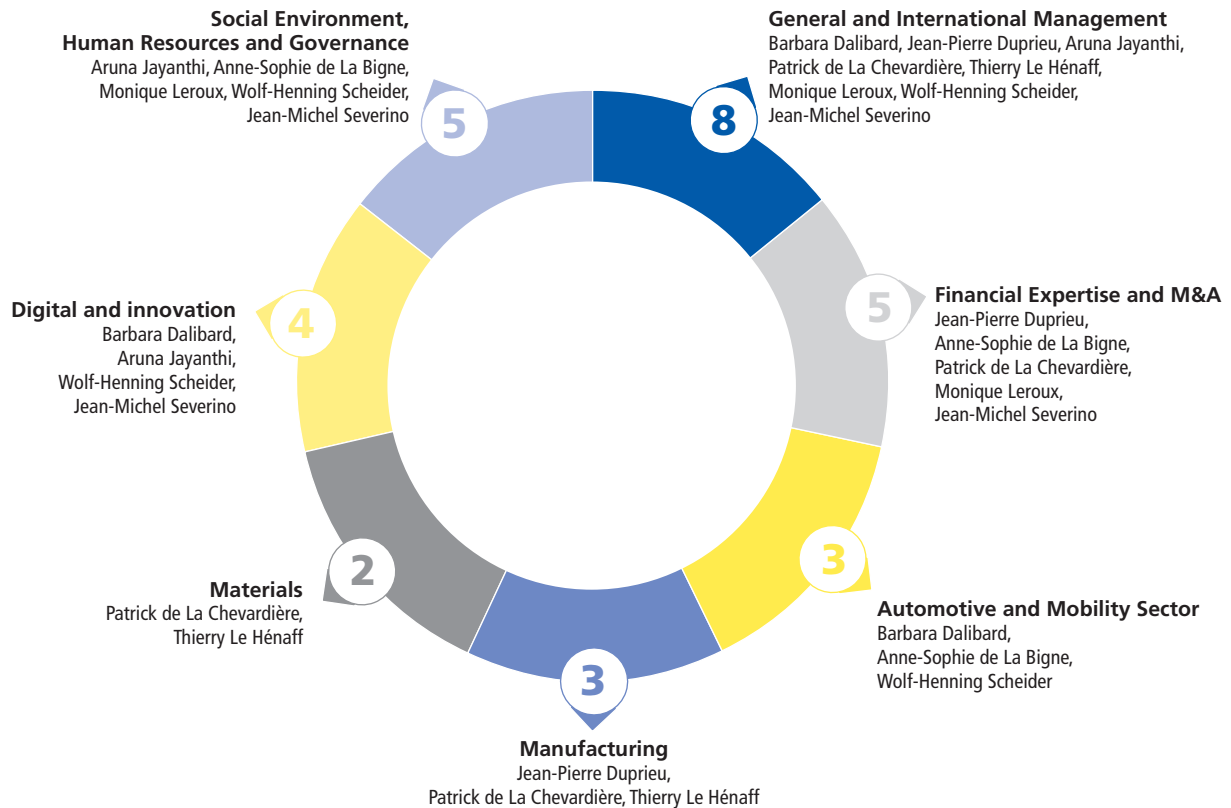 Social Environment,
Human Resources and Governance
Aruna Jayanthi, Anne-Sophie de La Bigne,
Monique Leroux, Wolf-Henning Scheider,
Jean-Michel Severino
5
General and International Management
Barbara Dalibard, Jean-Pierre Duprieu, Aruna Jayanthi,
Patrick de La Chevardière, Thierry Le Hénaff,
Monique Leroux, Wolf-Henning Scheider,
Jean-Michel Severino
8
Digital and innovation
Barbara Dalibard,
Aruna Jayanthi,
Wolf-Henning Scheider,
Jean-Michel Severino
4
Financial Expertise and M&A
Jean-Pierre Duprieu,
Anne-Sophie de La Bigne,
Patrick de La Chevardière,
Monique Leroux,
Jean-Michel Severino
5
Materials
Patrick de La Chevardière,
Thierry Le Hénaff
2
Automotive and Mobility Sector
Barbara Dalibard,
Anne-Sophie de La Bigne,
Wolf-Henning Scheider
3
3
Manufacturing
Jean-Pierre Duprieu,
Patrick de La Chevardière, Thierry Le Hénaff